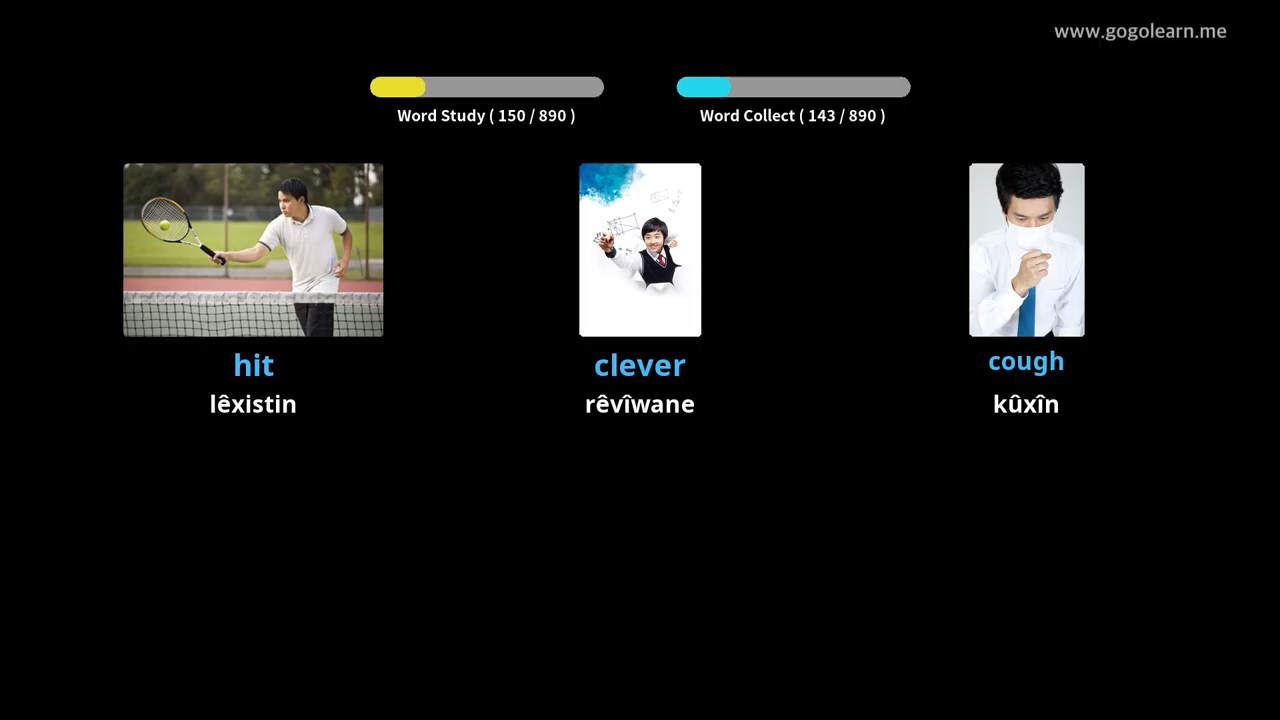 www.gogolearn.me
Word Study ( 150 / 890 )
Word Collect ( 143 / 890 )
hit
clever
cough
lêxistin
rêvîwane
kûxîn